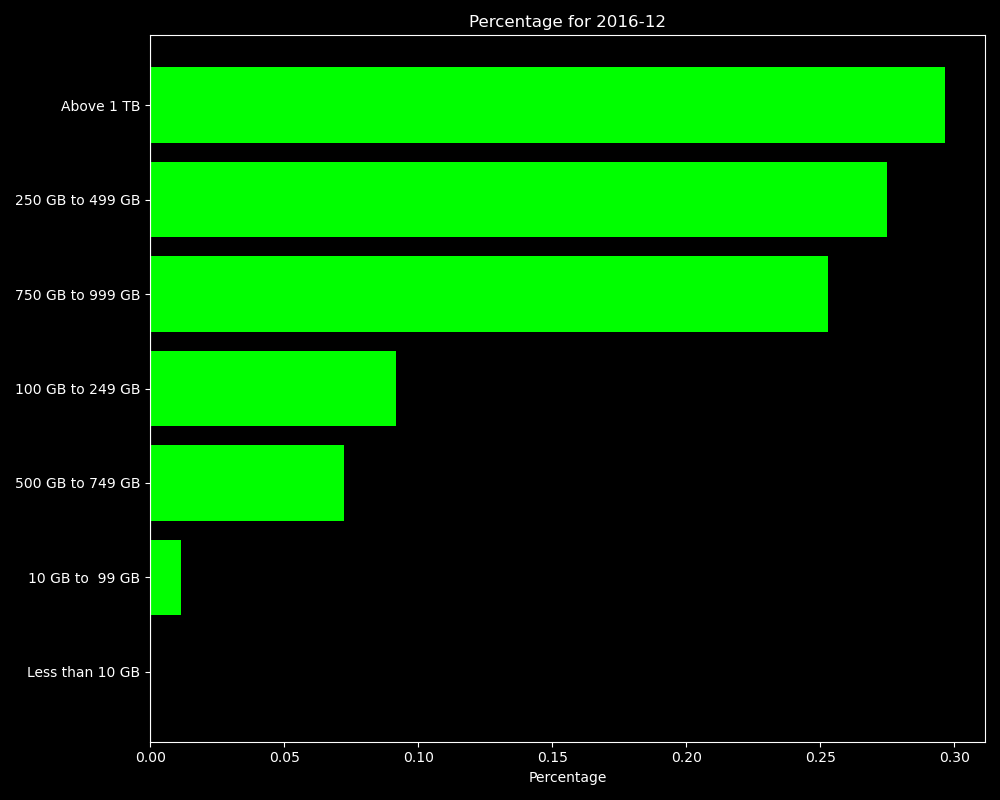 Percentage for 2016-12
Above 1 TB
250 GB to 499 GB
750 GB to 999 GB
100 GB to 249 GB
500 GB to 749 GB
10 GB to  99 GB
Less than 10 GB
0.00 0.05 0.10 0.15 0.20 0.25 0.30
Percentage